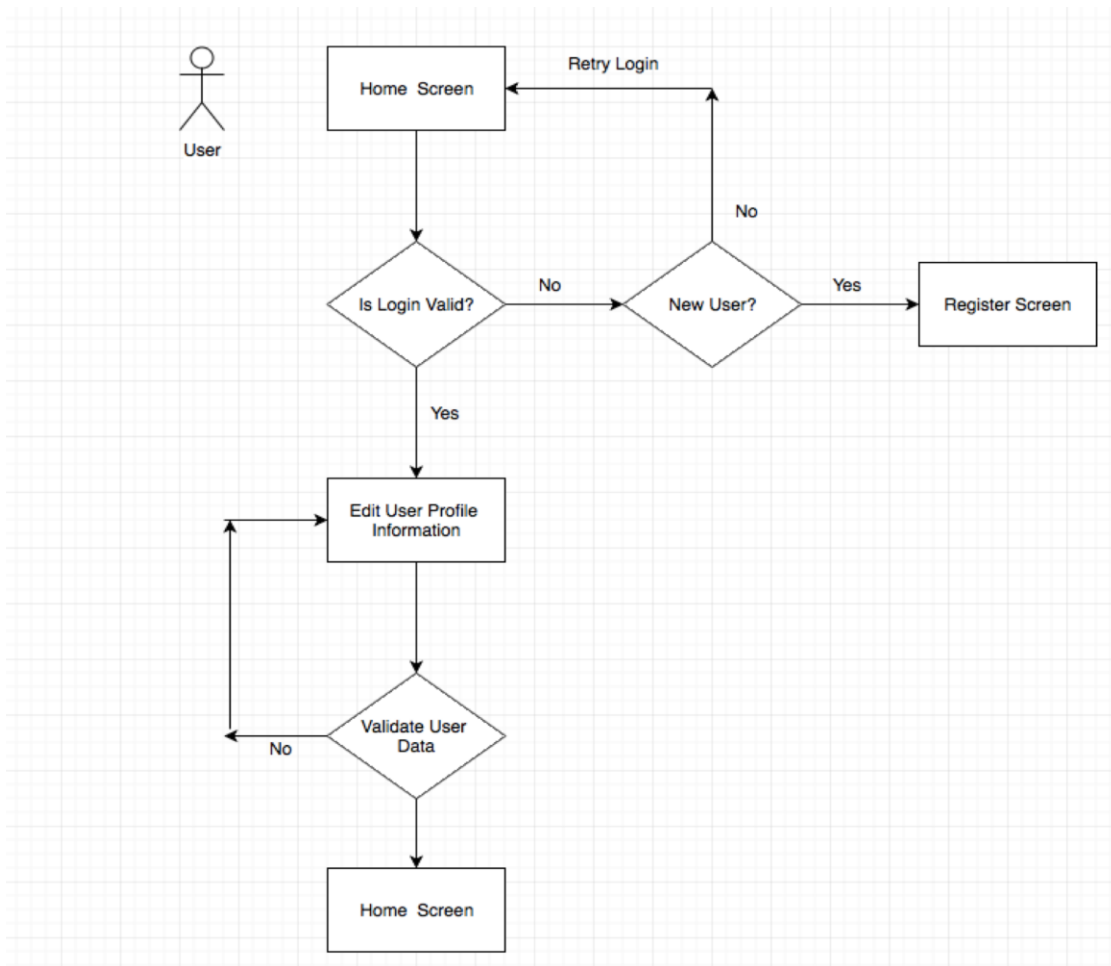 Retry Login
Home  Screen
User
No
Is Login Valid?
No
New User?
Yes
Register Screen
Yes
Edit User Profile
Information
Validate User
Data
No
Home  Screen